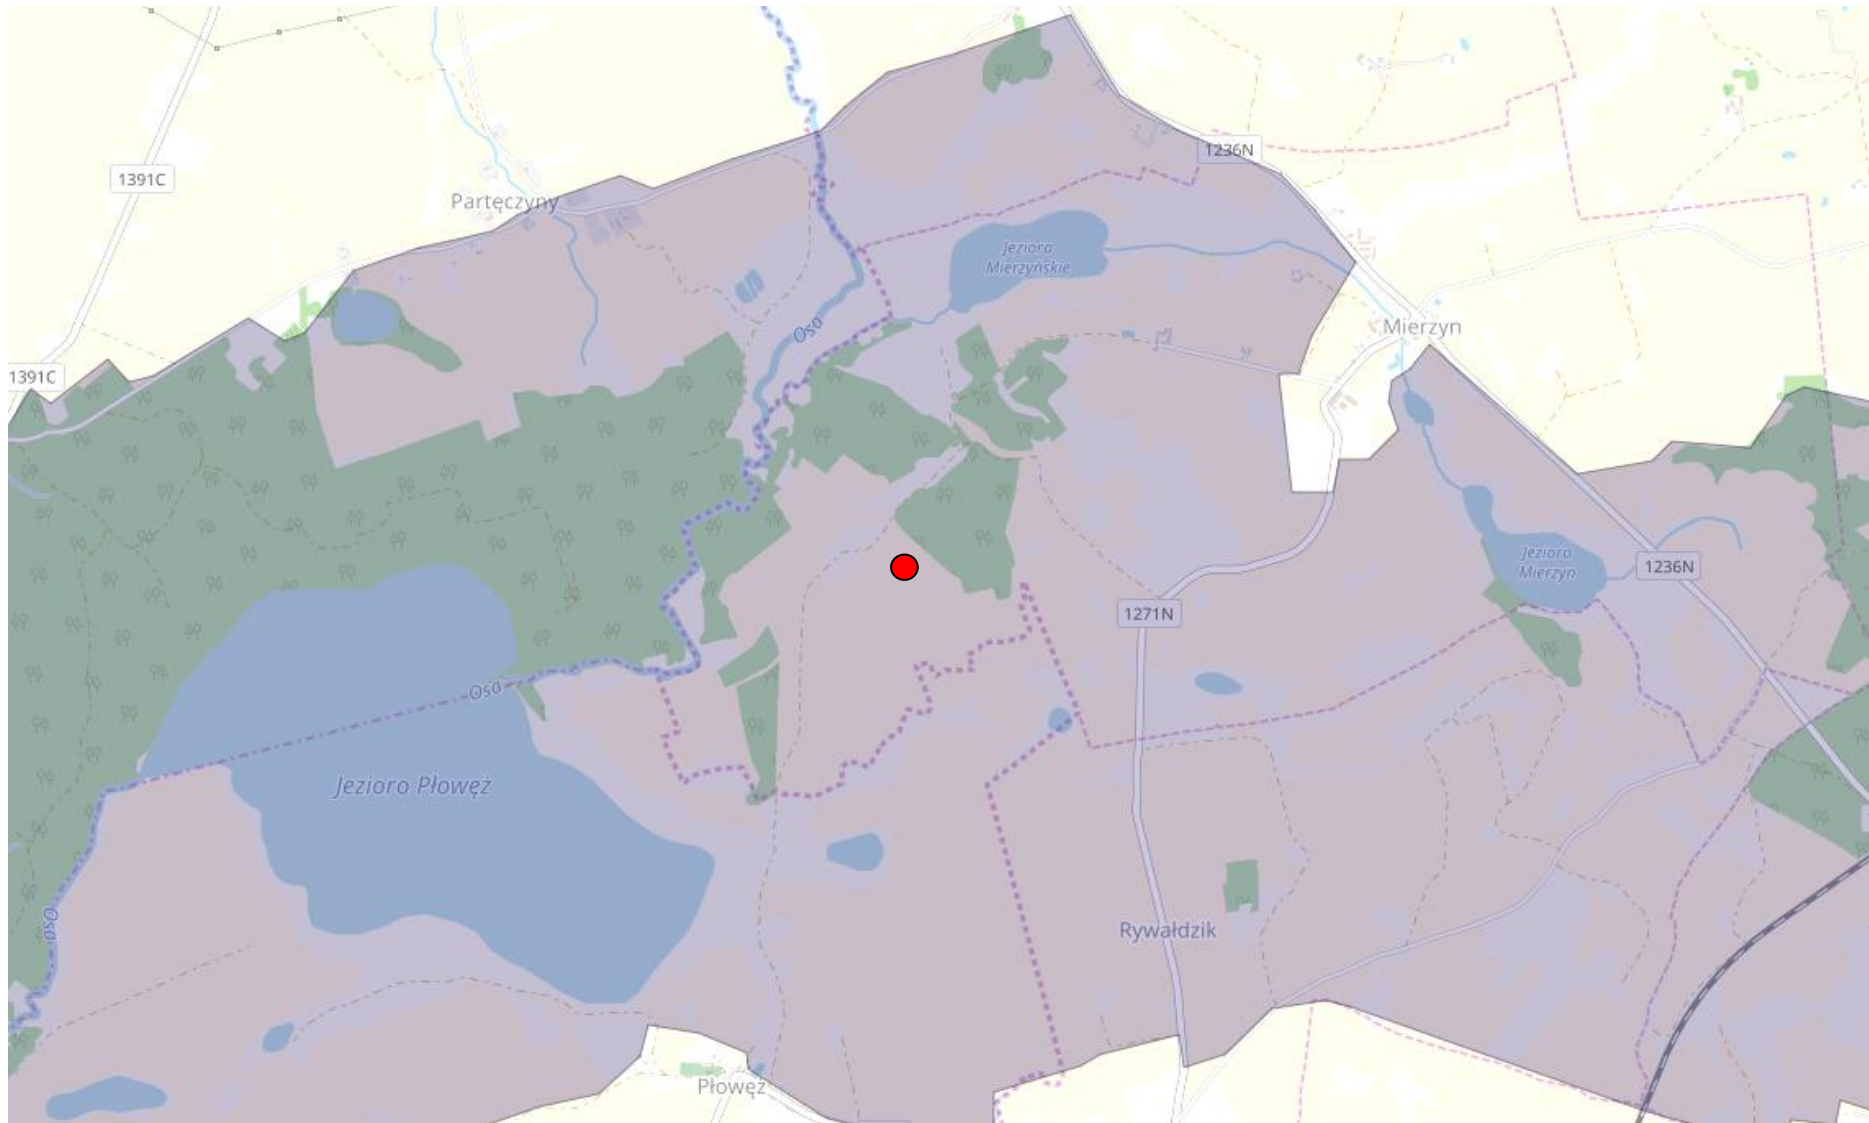 1236N
1391C
Partęczyny
Jezioro
Mierzyńskie
Osa
Mierzyn
1391C
Jezioro
Mierzyn
1236N
1271N
Osa
Jezioro Płowęż
Osa
Rywałdzik
Płowęż